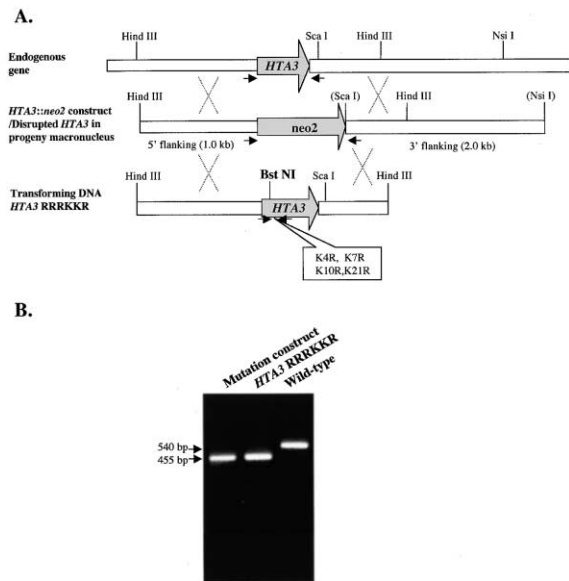 A.
Hind III Sca I Hind III Nsi I
Endogenous
gene
HTA3
Hind III (Sca I) Hind III (Nsi I)
HTA3::neo2 construct
/Disrupted HTA3 in
progeny macronucleus
neo2
5' flanking (1.0 kb) 3' flanking (2.0 kb)
Hind III Bst NI Sca I Hind III
Transforming DNA
HTA3 RRRKKR
HTA3
K4R, K7R
K10R,K21R
B.
Mutation construct
HTA3 RRRKKR
Wild-type
540 bp
455 bp